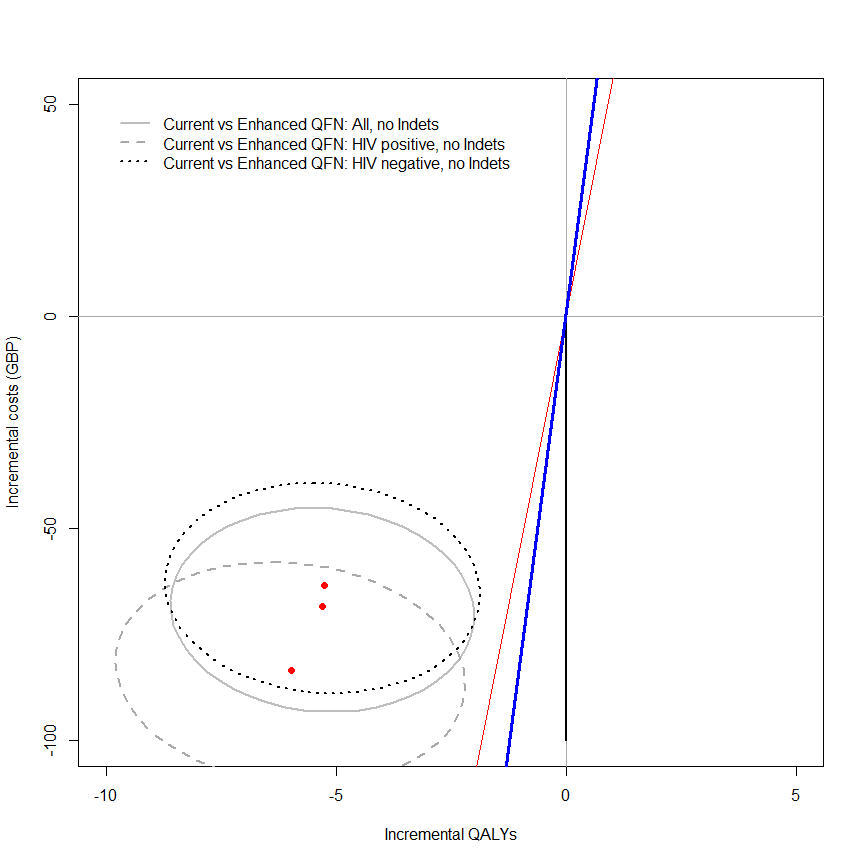 Current vs Enhanced QFN: All, no Indets
Current vs Enhanced QFN: HIV positive, no Indets
Current vs Enhanced QFN: HIV negative, no Indets
Incremental costs (GBP)
50
0
-50
-100
-10
-5
0
5
Incremental QALYs